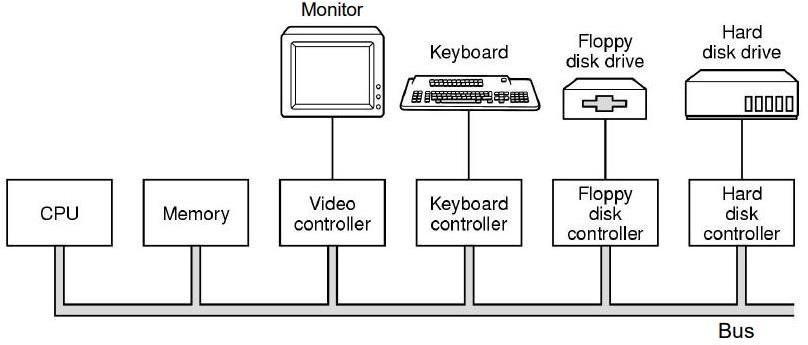 Monitor
Keyboard
Floppy
disk drive
Hard
disk drive
CPU
Memory
Video
controller
Keyboard
controller
Floppy
disk
controller
Hard
disk
controller
Bus